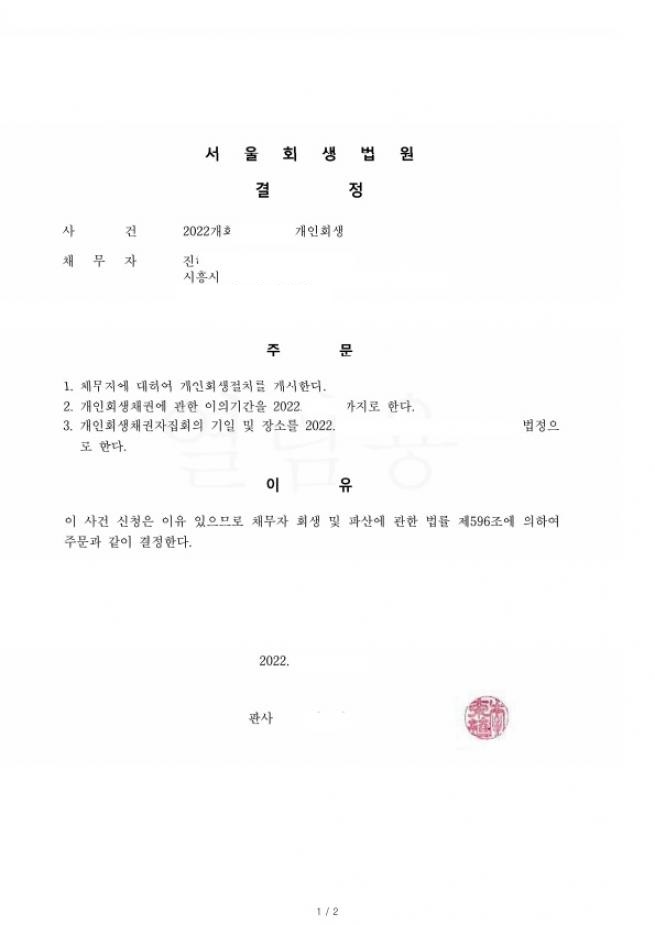 서 울 회 생 법 원
결 정
사 건 2022개회 개인회생
채 무 자 진
시흥시
주 문
1. 채무자에 대하여 개인회생절차를 개시한다.
2. 개인회생채권에 관한 이의기간을 2022. 까지로 한다.
3. 개인회생채권자집회의 기일 및 장소를 2022. 법정으
로 한다.
열람용
이 유
이 사건 신청은 이유 있으므로 채무자 회생 및 파산에 관한 법률 제596조에 의하여
주문과 같이 결정한다.
2022.
판사
1 / 2